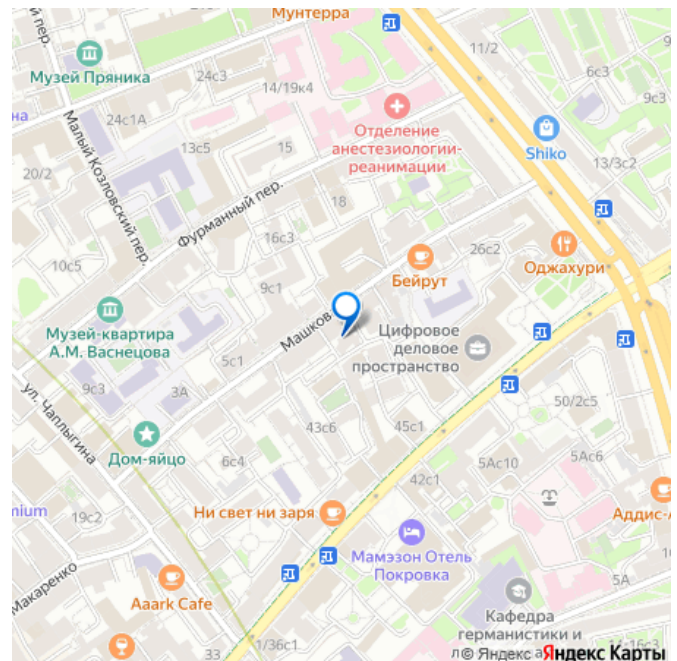 Мунтерра
11/2
6с3
9с3
Музей Пряника
24с3
14/19к4
24с1А
Отделение
анестезиологии-
реанимации
Shiko
13/3с2
Малый Козловский пер.
13с5
15
20/2
Фурманный пер.
18
16с3
26с2
Бейрут
Оджахури
10с5
9с1
Музей-квартира
А.М. Васнецова
Машков
Цифровое
деловое
пространство
5с1
9с3
3А
ул. Чаплыгина
50/2с5
43с6
45с1
Дом-яйцо
6с4
5Ас10
5Ас6
42с1
Ни свет ни заря
19с2
Мамэзон Отель
Покровка
Макаренко
Aaark Cafe
5А
Кафедра
германистики и
33
1/36с1
© Яндекс Яндекс Карты